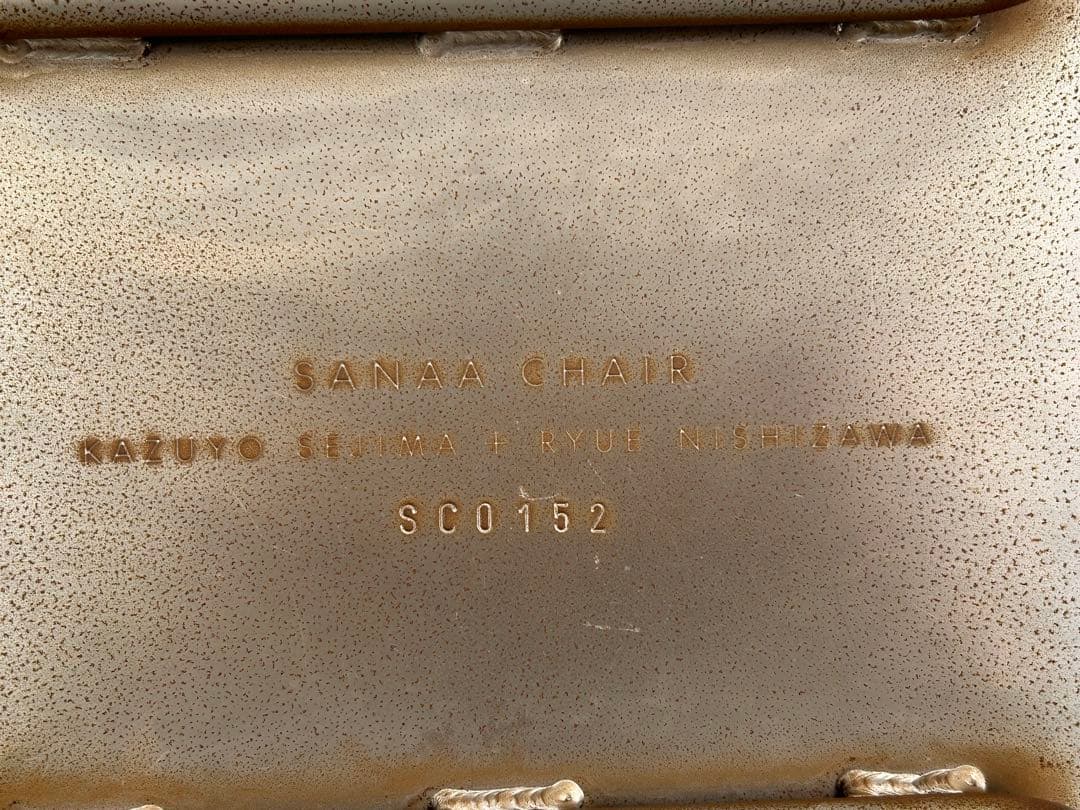 SANAA CHAIR
KAZUYO SEJIMA + RYUE NISHIZAWA
SC0152